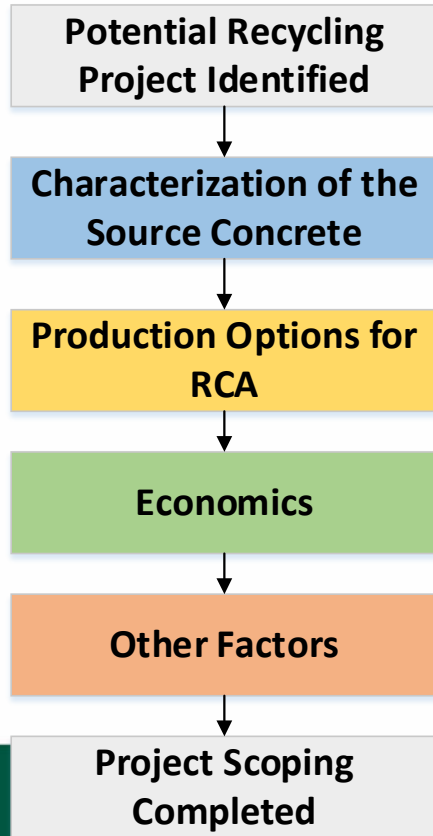 Potential Recycling
Project Identified
Characterization of the
Source Concrete
Production Options for
RCA
Economics
Other Factors
Project Scoping
Completed